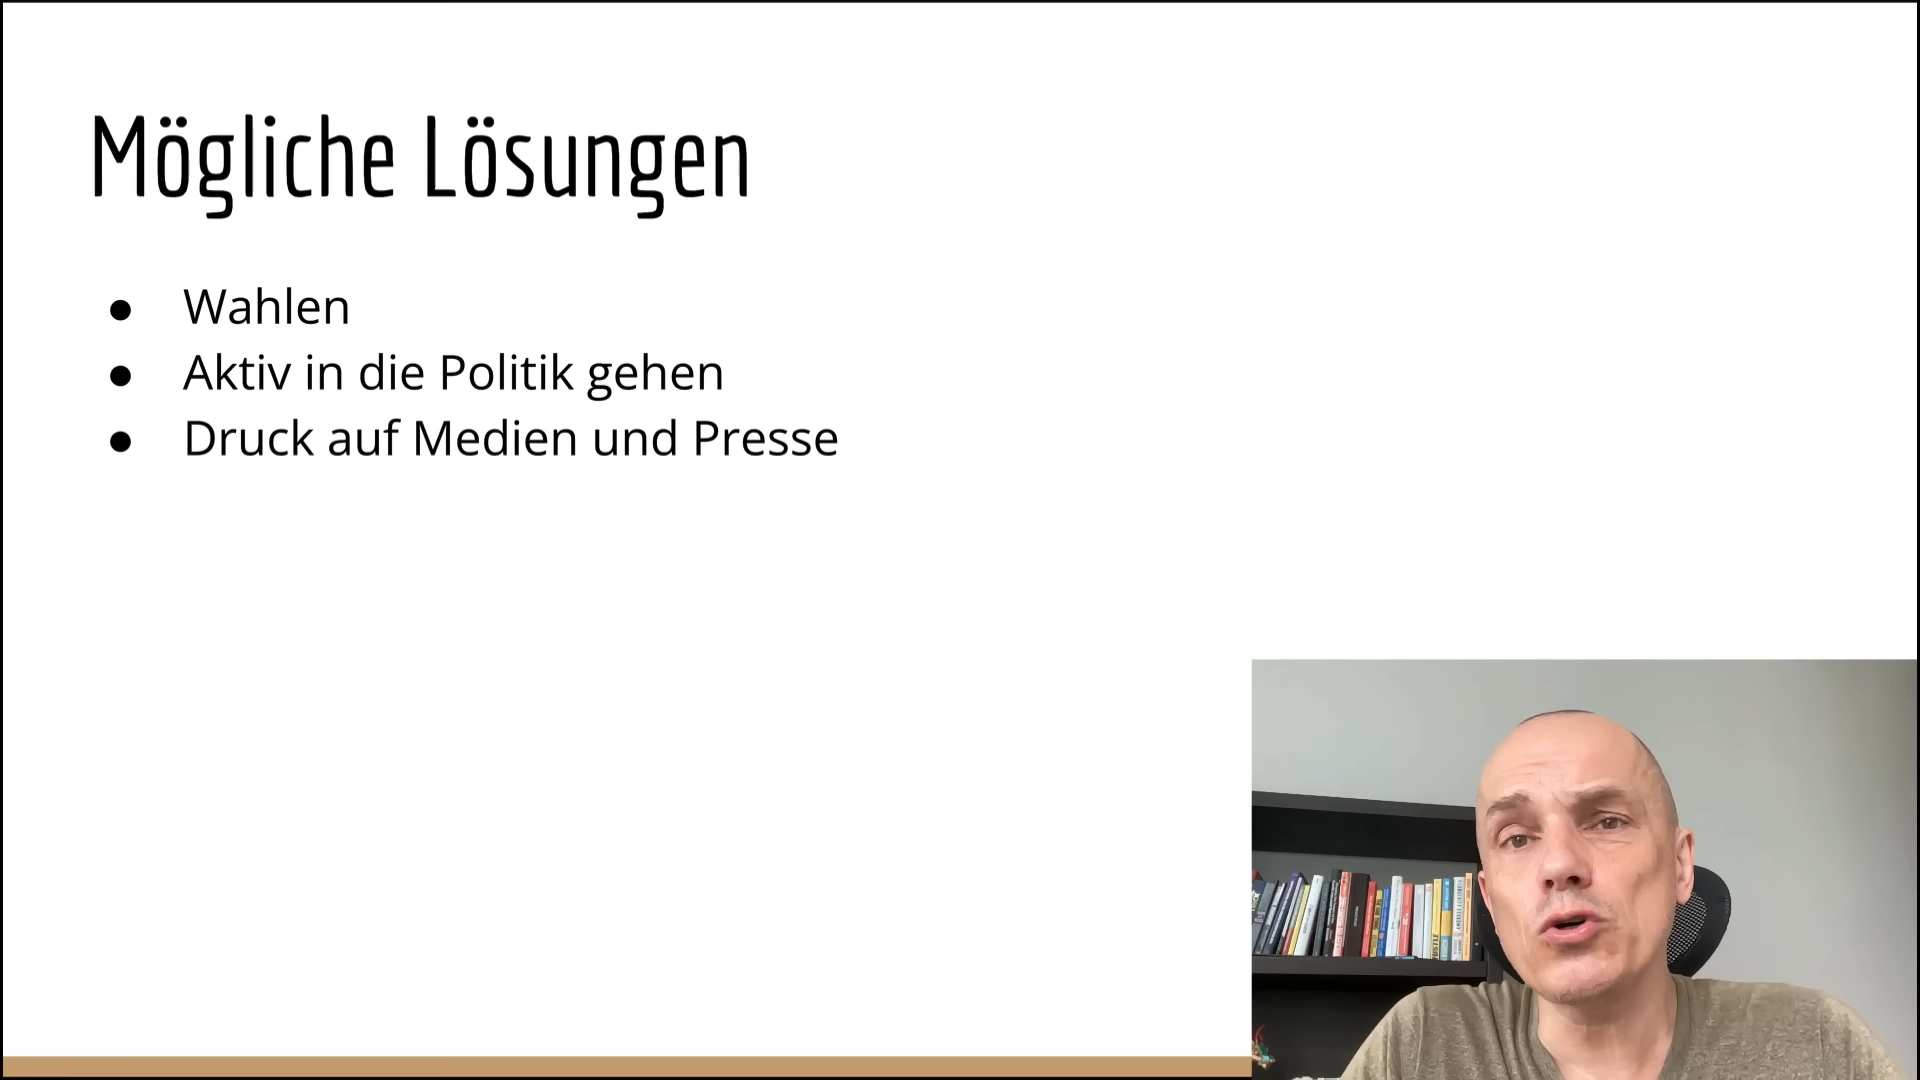 Mögliche Lösungen
● Wahlen
● Aktiv in die Politik gehen
● Druck auf Medien und Presse